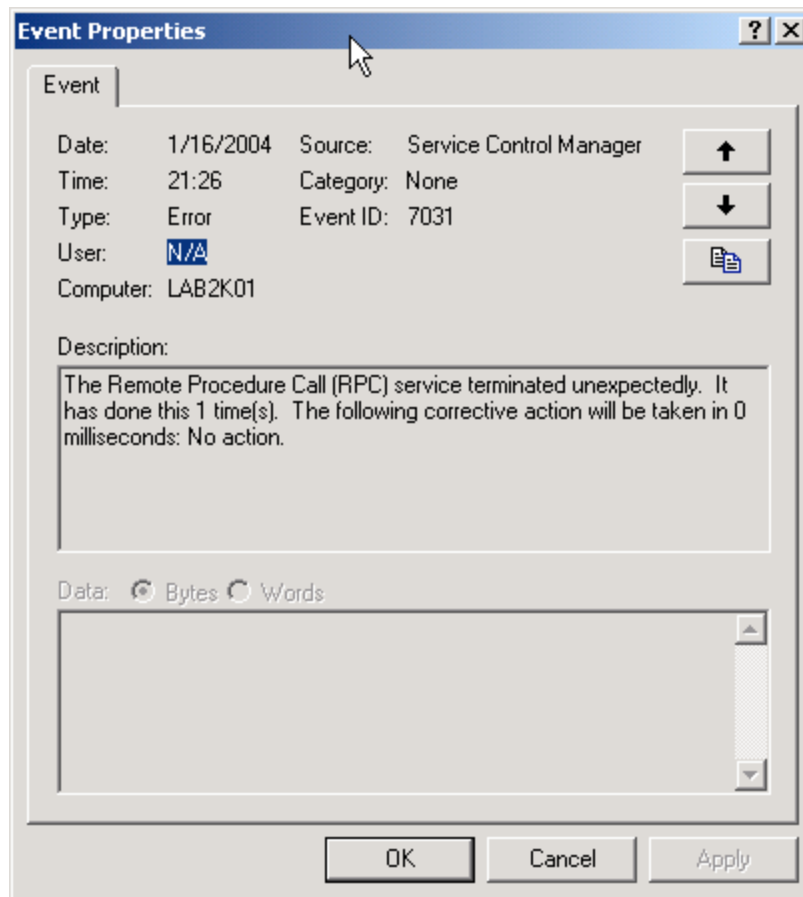 Event Properties
Event
Date: 1/16/2004 Source: Service Control Manager
Time: 21:26 Category: None
Type: Error Event ID: 7031
User: N/A
Computer: LAB2K01
Description:
The Remote Procedure Call (RPC) service terminated unexpectedly. It
has done this 1 time(s). The following corrective action will be taken in 0
milliseconds: No action.
Data: Bytes Words
OK Cancel Apply